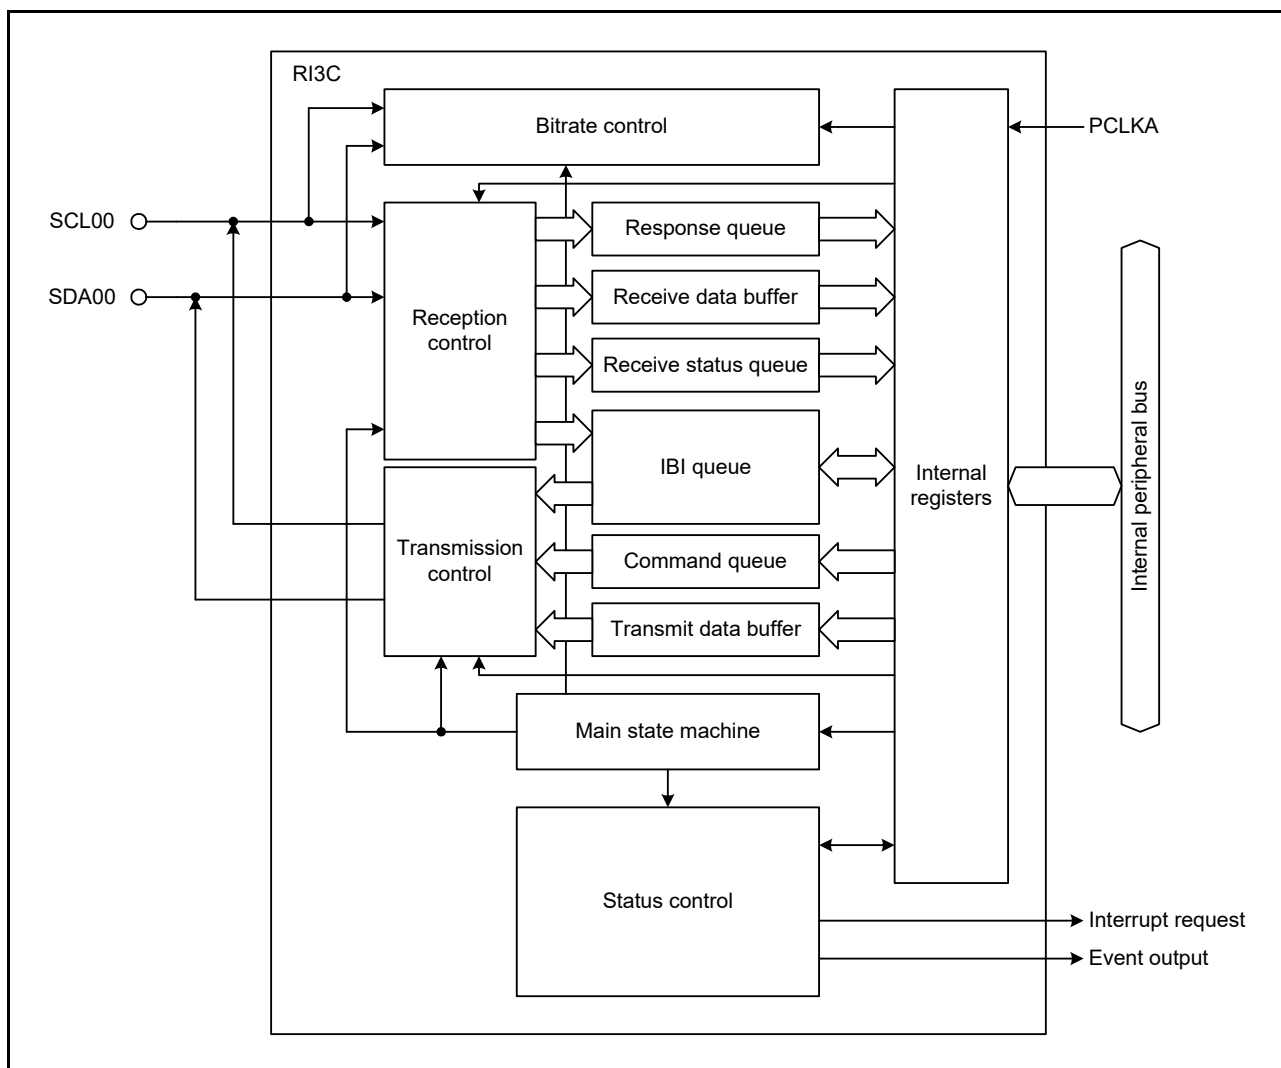 RI3C
Bitrate control
PCLKA
SCL00
Response queue
SDA00
Receive data buffer
Reception
control
Receive status queue
IBI queue
Internal
registers
Internal peripheral bus
Transmission
control
Command queue
Transmit data buffer
Main state machine
Status control
Interrupt request
Event output